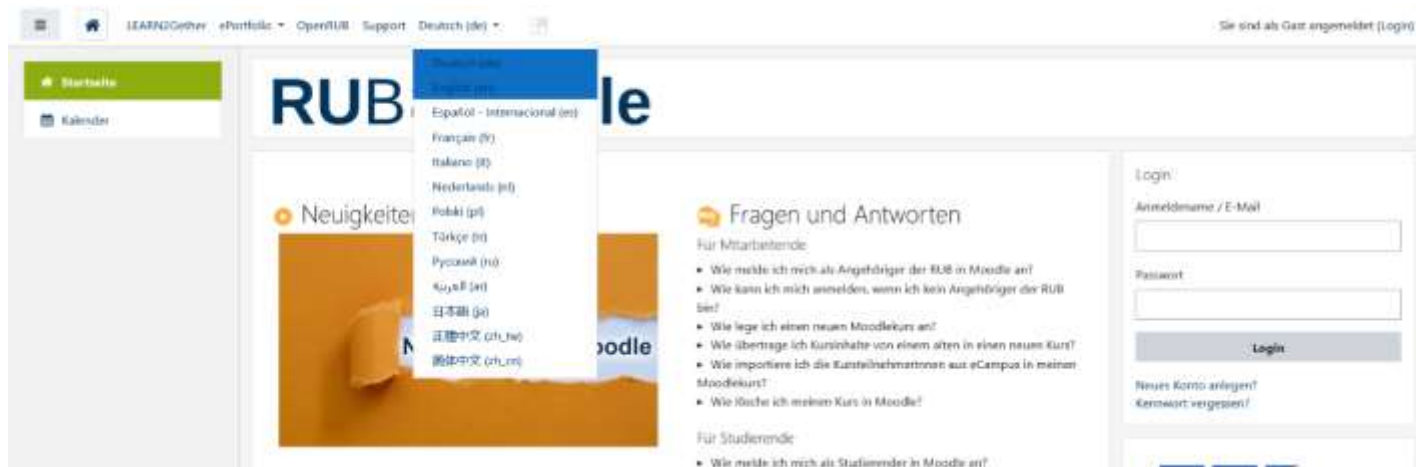 LEARN2Gether ePortfolio OpenRUB Support Deutsch (de)
Sie sind als Gast angemeldet (Login)
Startseite
Kalender
RUB le
Deutsch (de)
English (en)
Español - Internacional (es)
Français (fr)
Italiano (it)
Nederlands (nl)
Polski (pl)
Türkçe (tr)
Русский (ru)
العربية (ar)
日本語 (ja)
正體中文 (zh_tw)
简体中文 (zh_cn)
Neuigkeite
N oodle
Fragen und Antworten
Für Mitarbeitende
Wie melde ich mich als Angehöriger der RUB in Moodle an?
Wie kann ich mich anmelden, wenn ich kein Angehöriger der RUB
bin?
Wie lege ich einen neuen Moodlekurs an?
Wie übertrage ich Kursinhalte von einem alten in einen neuen Kurs?
Wie importiere ich die KursteilnehmerInnen aus eCampus in meinen
Moodlekurs?
Wie lösche ich meinen Kurs in Moodle?
Für Studierende
Wie melde ich mich als Studierender in Moodle an?
Login
Anmeldename / E-Mail
Passwort
Login
Neues Konto anlegen?
Kennwort vergessen?